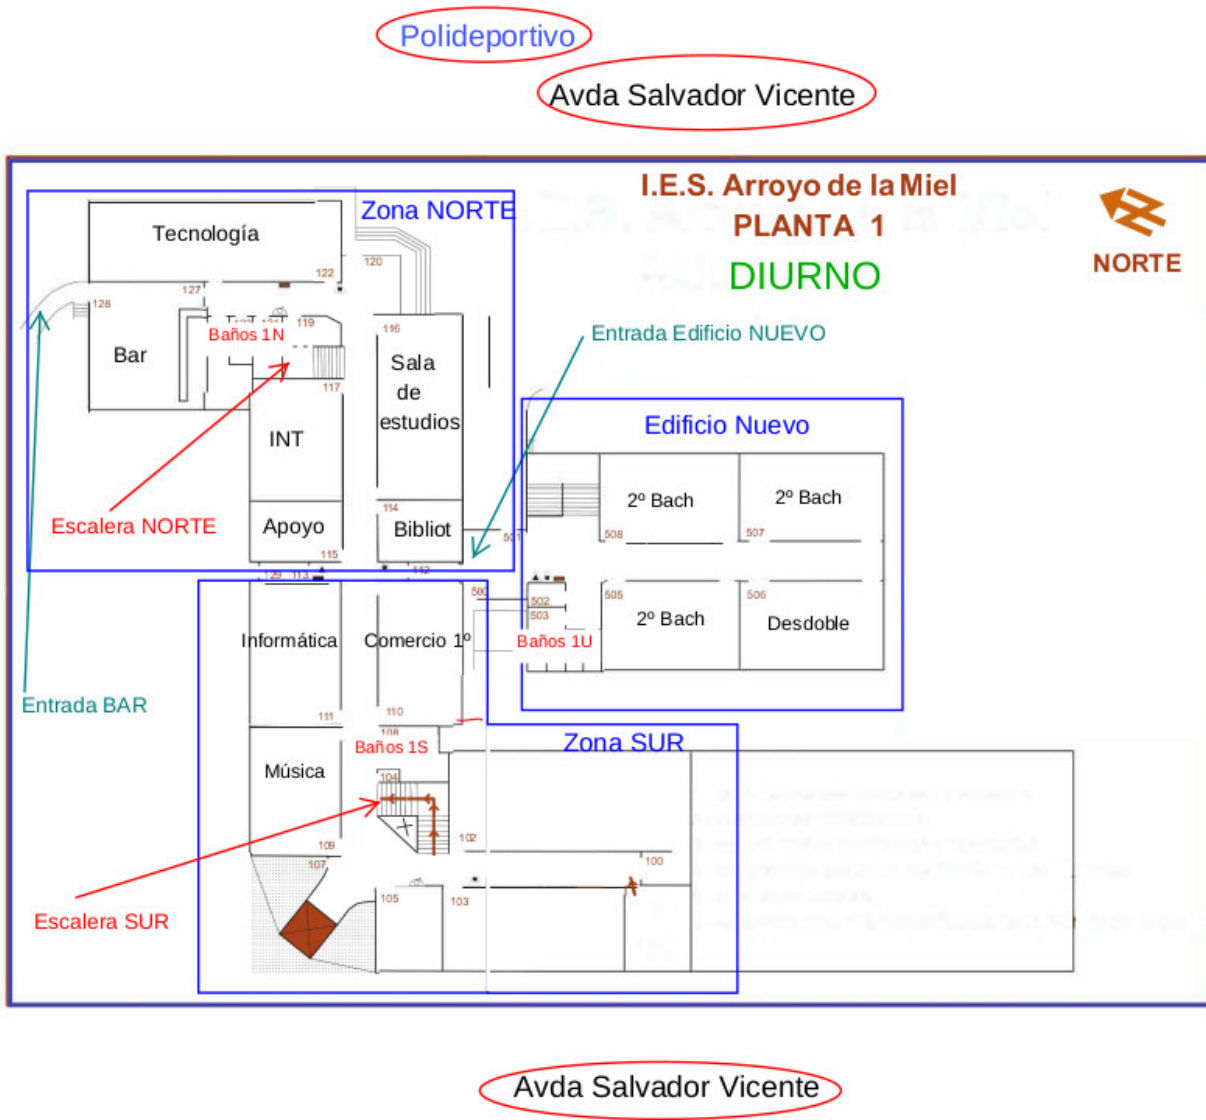 Polideportivo
Avda Salvador Vicente
I.E.S. Arroyo de la Miel
PLANTA 1
DIURNO
NORTE
Zona NORTE
Tecnología
120
122
127
128
119
Baños 1N
116
Bar
Sala
de
estudios
117
INT
Entrada Edificio NUEVO
Escalera NORTE
Apoyo
114
Bibliot
115
129
113
112
501
Edificio Nuevo
2º Bach
2º Bach
508
507
505
506
502
503
2º Bach
Desdoble
Baños 1U
500
Informática
Comercio 1º
Entrada BAR
111
110
108
Baños 1S
Zona SUR
Música
104
109
102
107
100
105
103
Escalera SUR
Avda Salvador Vicente